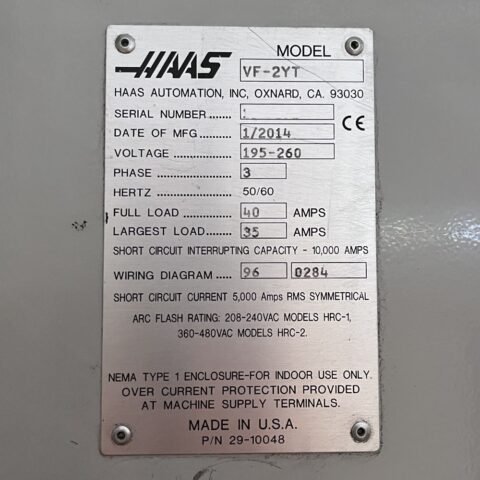 HAAS MODEL VF-2YT
HAAS AUTOMATION, INC, OXNARD, CA. 93030
SERIAL NUMBER .......
CE
DATE OF MFG ........... 1/2014
VOLTAGE ................ 195-260
PHASE ..................... 3
HERTZ 50/60
FULL LOAD ............. 40 AMPS
LARGEST LOAD...... 35 AMPS
SHORT CIRCUIT INTERRUPTING CAPACITY - 10,000 AMPS
WIRING DIAGRAM ..... 96 0284
SHORT CIRCUIT CURRENT 5,000 Amps RMS SYMMETRICAL
ARC FLASH RATING: 208-240VAC MODELS HRC-1,
360-480VAC MODELS HRC-2.
NEMA TYPE 1 ENCLOSURE-FOR INDOOR USE ONLY.
OVER CURRENT PROTECTION PROVIDED
AT MACHINE SUPPLY TERMINALS.
MADE IN U.S.A.
P/N 29-10048